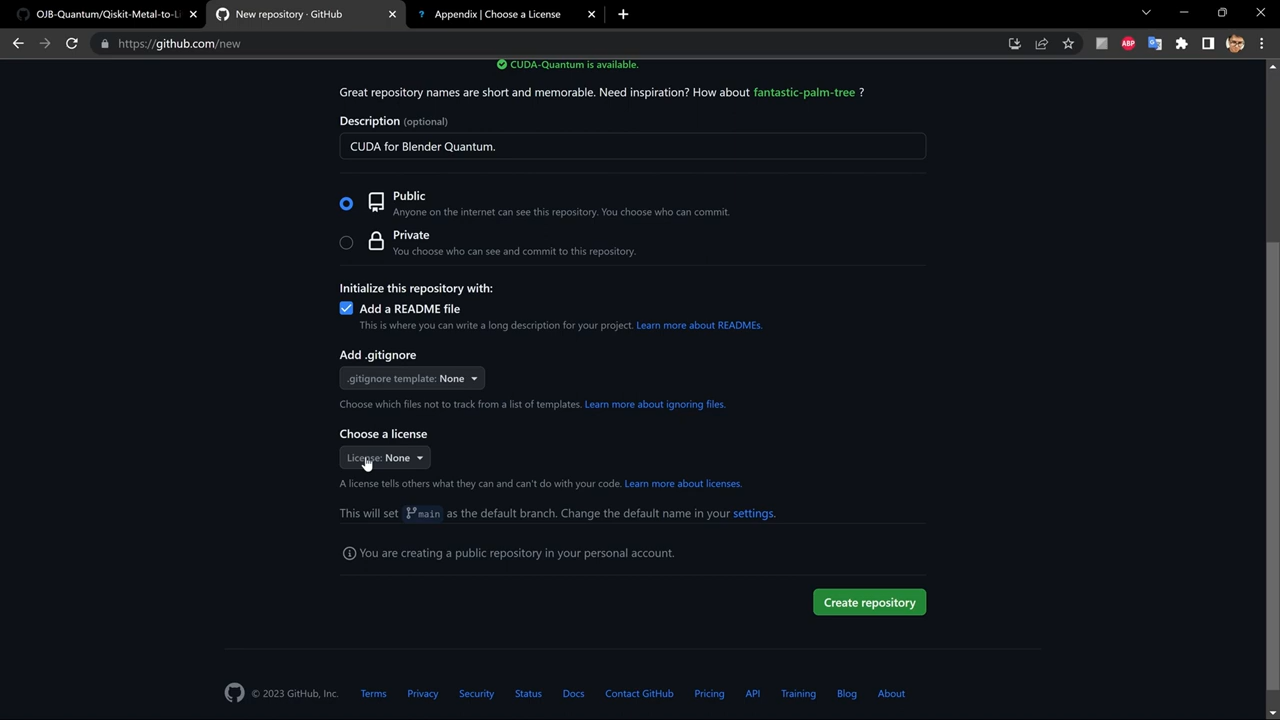 OJB-Quantum/Qiskit-Metal-to-Li
New repository · GitHub
? Appendix | Choose a License
https://github.com/new
ABP
CUDA-Quantum is available.
Great repository names are short and memorable. Need inspiration? How about fantastic-palm-tree ?
Description (optional)
CUDA for Blender Quantum.
Public
Anyone on the internet can see this repository. You choose who can commit.
Private
You choose who can see and commit to this repository.
Initialize this repository with:
Add a README file
This is where you can write a long description for your project. Learn more about READMEs.
Add .gitignore
.gitignore template: None
Choose which files not to track from a list of templates. Learn more about ignoring files.
Choose a license
License: None
A license tells others what they can and can't do with your code. Learn more about licenses.
This will set main as the default branch. Change the default name in your settings.
You are creating a public repository in your personal account.
Create repository
© 2023 GitHub, Inc. Terms Privacy Security Status Docs Contact GitHub Pricing API Training Blog About